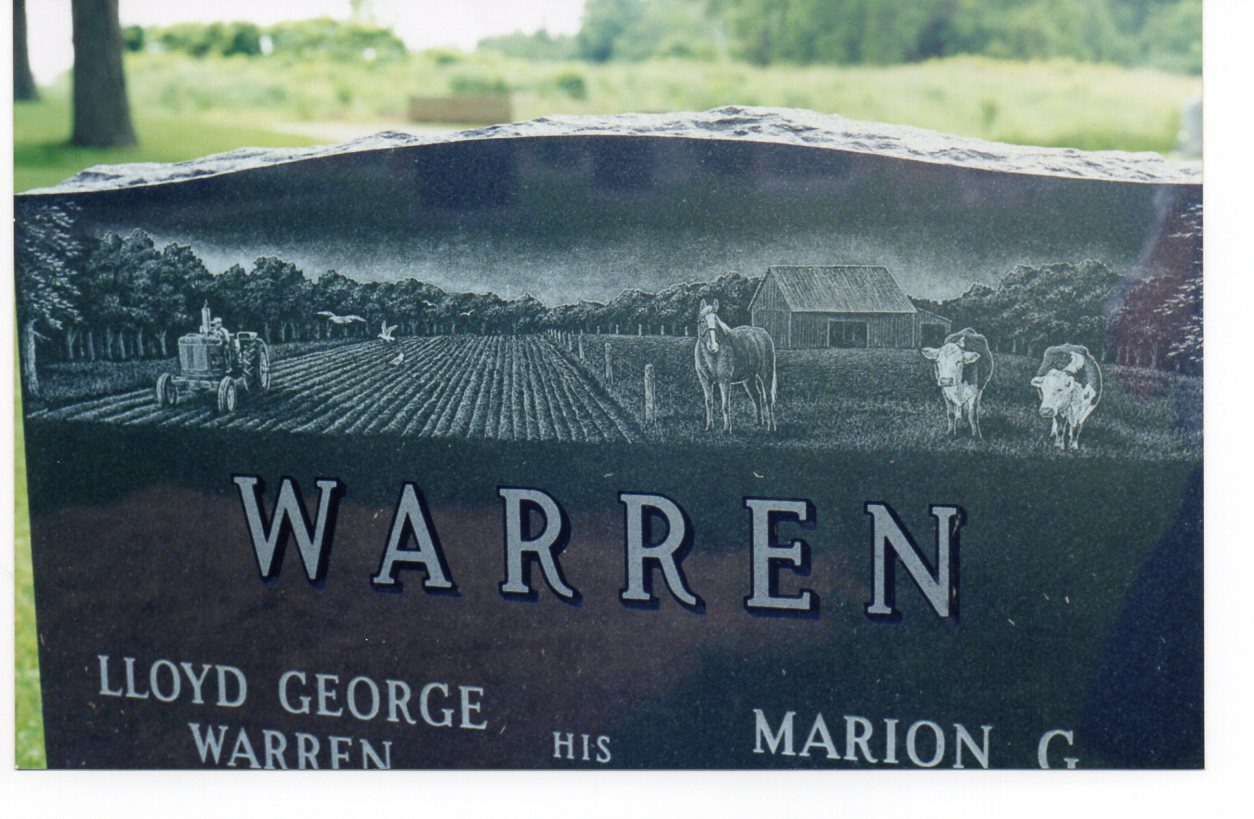 WARREN
LLOYD GEORGE
WARREN
HIS
MARION G